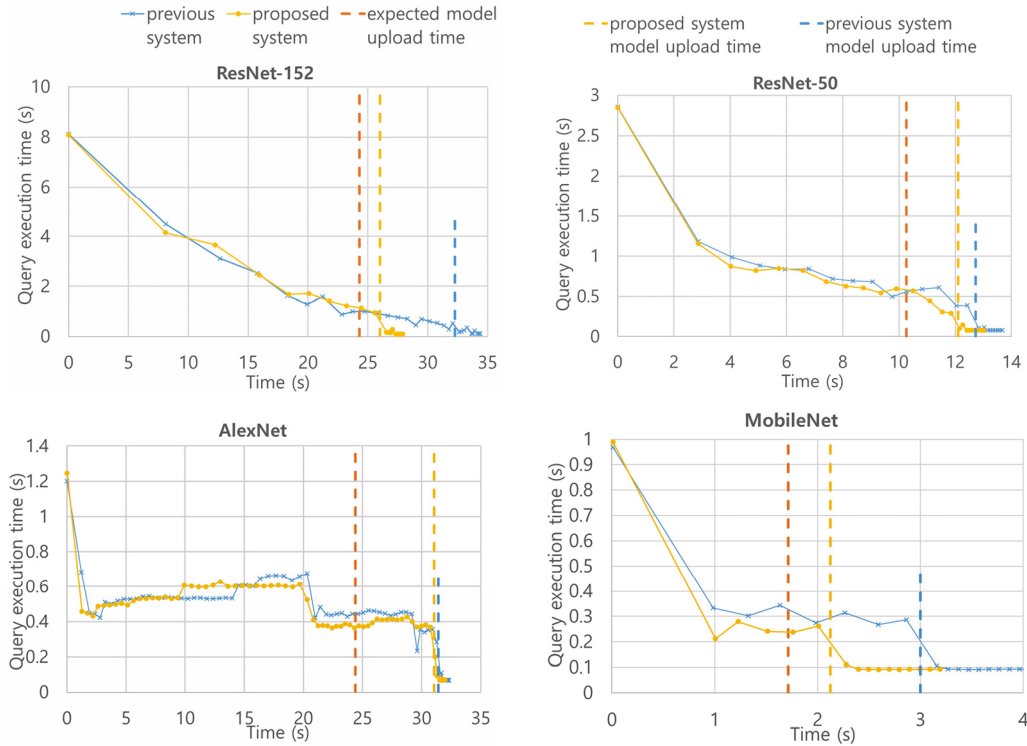 previous system
proposed system
expected model upload time
proposed system model upload time
previous system model upload time
ResNet-152
Query execution time (s)
10
8
6
4
2
0
0 5 10 15 20 25 30 35
Time (s)
ResNet-50
Query execution time (s)
3
2.5
2
1.5
1
0.5
0
0 2 4 6 8 10 12 14
Time (s)
AlexNet
Query execution time (s)
1.4
1.2
1.0
0.8
0.6
0.4
0.2
0
0 5 10 15 20 25 30 35
Time (s)
MobileNet
Query execution time (s)
1
0.9
0.8
0.7
0.6
0.5
0.4
0.3
0.2
0.1
0
0 1 2 3 4
Time (s)